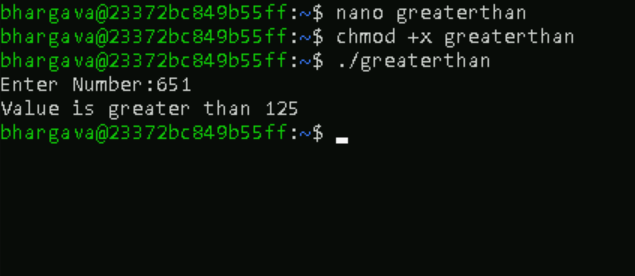 bhargava@23372bc849b55ff:~$ nano greaterthan
bhargava@23372bc849b55ff:~$ chmod +x greaterthan
bhargava@23372bc849b55ff:~$ ./greaterthan
Enter Number:651
Value is greater than 125
bhargava@23372bc849b55ff:~$